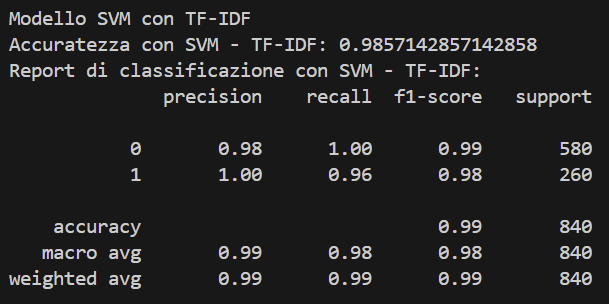 Modello SVM con TF-IDF
Accuratezza con SVM - TF-IDF: 0.9857142857142858
Report di classificazione con SVM - TF-IDF:
precision recall f1-score support
0 0.98 1.00 0.99 580
1 1.00 0.96 0.98 260
accuracy 0.99 840
macro avg 0.99 0.98 0.98 840
weighted avg 0.99 0.99 0.99 840